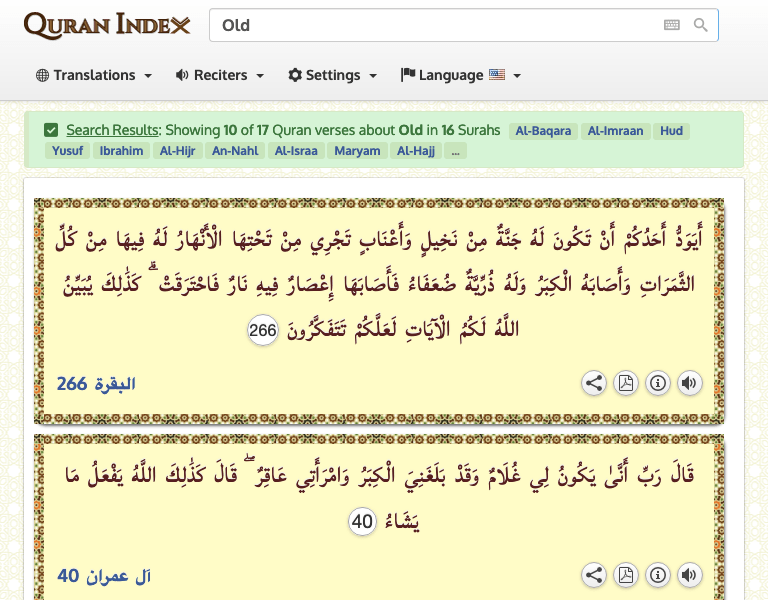 QURAN INDEX
Old
Translations
Reciters
Settings
Language
Search Results: Showing 10 of 17 Quran verses about Old in 16 Surahs Al-Baqara Al-Imraan Hud
Yusuf Ibrahim Al-Hijr An-Nahl Al-Israa Maryam Al-Hajj ...
أَيَوَدُّ أَحَدُكُمْ أَنْ تَكُونَ لَهُ جَنَّةٌ مِنْ نَخِيلٍ وَأَعْنَابٍ تَجْرِي مِنْ تَحْتِهَا الْأَنْهَارُ لَهُ فِيهَا مِنْ كُلِّ
الثَّمَرَاتِ وَأَصَابَهُ الْكِبَرُ وَلَهُ ذُرِّيَّةٌ ضُعَفَاءُ فَأَصَابَهَا إِعْصَارٌ فِيهِ نَارٌ فَاحْتَرَقَتْ ۗ كَذَٰلِكَ يُبَيِّنُ
اللَّهُ لَكُمُ الْآيَاتِ لَعَلَّكُمْ تَتَفَكَّرُونَ 266
البقرة 266
قَالَ رَبِّ أَنَّىٰ يَكُونُ لِي غُلَامٌ وَقَدْ بَلَغَنِيَ الْكِبَرُ وَامْرَأَتِي عَاقِرٌ ۖ قَالَ كَذَٰلِكَ اللَّهُ يَفْعَلُ مَا
يَشَاءُ 40
آل عمران 40